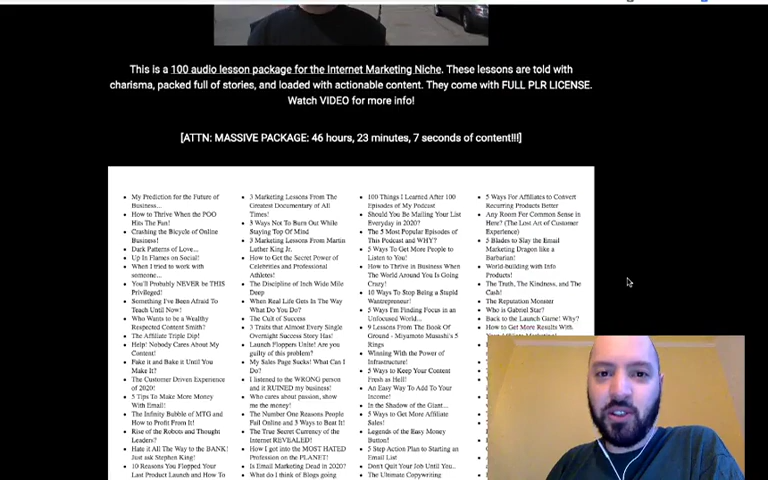 This is a 100 audio lesson package for the Internet Marketing Niche. These lessons are told with
charisma, packed full of stories, and loaded with actionable content. They come with FULL PLR LICENSE.
Watch VIDEO for more info!
[ATTN: MASSIVE PACKAGE: 46 hours, 23 minutes, 7 seconds of content!!!]
My Prediction for the Future of
Business...
How to Thrive When the POO
Hits The Fan!
Crashing the Bicycle of Online
Business!
Dark Patterns of Love...
Up In Flames on Social!
When I tried to work with
someone...
You'll Probably NEVER be THIS
Privileged!
Something I've Been Afraid To
Teach Until Now!
Who Wants to be a Wealthy
Respected Content Smith?
The Affiliate Triple Dip!
Help! Nobody Cares About My
Content!
Fake it and Bake it Until You
Make It?
The Customer Driven Experience
of 2020!
5 Tips To Make More Money
With Email!
The Infinity Bubble of MTG and
How to Profit From It!
Rise of the Robots and Thought
Leaders?
Hate it All The Way to the BANK!
Just ask Stephen King!
10 Reasons You Flopped Your
Last Product Launch and How To
3 Marketing Lessons From The
Greatest Documentary of All
Times!
3 Ways Not To Burn Out While
Staying Top Of Mind
3 Marketing Lessons From Martin
Luther King Jr.
How to Get the Secret Power of
Celebrities and Professional
Athletes!
The Discipline of Inch Wide Mile
Deep
When Real Life Gets In The Way
What Do You Do?
The Cult of Success
3 Traits that Almost Every Single
Overnight Success Story Has!
Launch Floppers Unite! Are you
guilty of this problem?
My Sales Page Sucks! What Can I
Do?
I listened to the WRONG person
and it RUINED my business!
Who cares about passion, show
me the money!
The Number One Reasons People
Fail Online and 3 Ways to Beat It!
The True Secret Currency of the
Internet REVEALED!
How I got into the MOST HATED
Profession on the PLANET!
Is Email Marketing Dead in 2020?
What do I think of Blogs going
100 Things I Learned After 100
Episodes of My Podcast
Should You Be Mailing Your List
Everyday in 2020?
The 5 Most Popular Episodes of
This Podcast and WHY?
5 Ways To Get More People to
Listen to You!
How to Thrive in Business When
The World Around You Is Going
Crazy!
10 Ways To Stop Being a Stupid
Wantrepreneur!
5 Ways I'm Finding Focus in an
Unfocused World...
9 Lessons From The Book Of
Ground - Miyamoto Musashi's 5
Rings
Winning With the Power of
Infrastructure!
5 Ways to Keep Your Content
Fresh as Hell!
An Easy Way To Add To Your
Income!
In the Shadow of the Giant...
5 Ways to Get More Affiliate
Sales!
Legends of the Easy Money
Button!
5 Step Action Plan to Starting an
Email List
Don't Quit Your Job Until You..
The Ultimate Copywriting
5 Ways For Affiliates to Convert
Recurring Products Better
Any Room For Common Sense in
Here? (The Lost Art of Customer
Experience)
5 Blades to Slay the Email
Marketing Dragon like a
Barbarian!
World-building with Info
Products!
The Truth, The Kindness, and The
Cash!
The Reputation Monster
Who is Gabriel Star?
Back to the Launch Game! Why?
How to Get More Results With